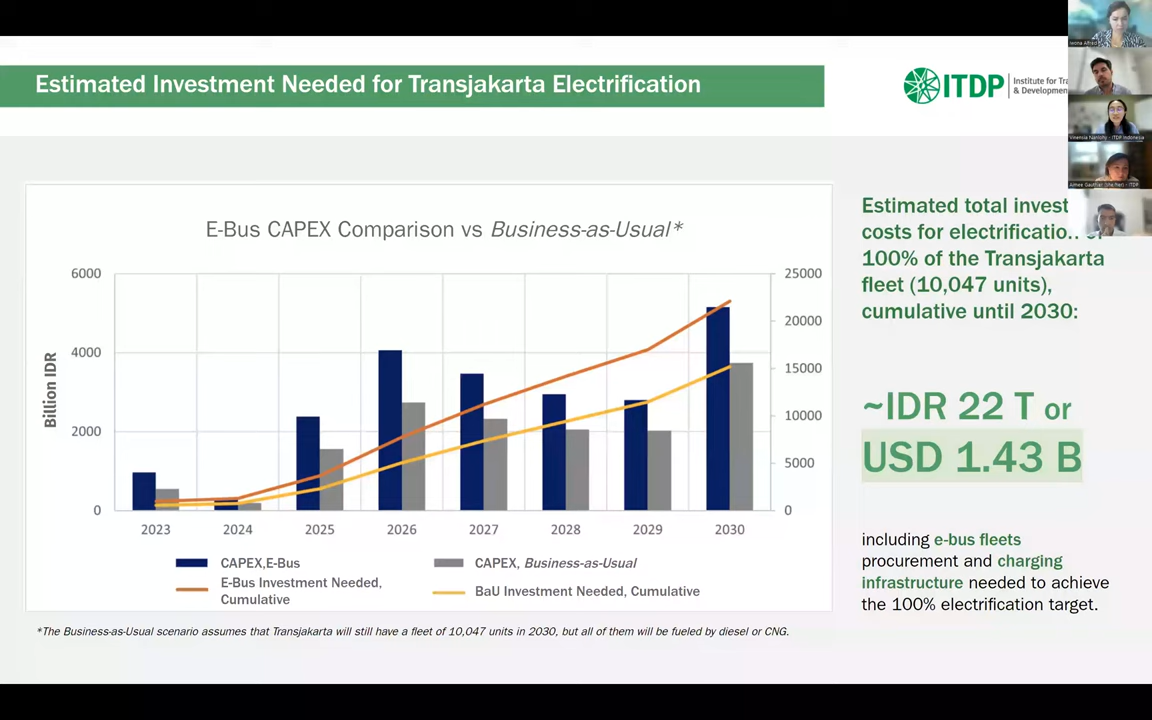 Estimated Investment Needed for Transjakarta Electrification
ITDP
Institute for
& Development
E-Bus CAPEX Comparison vs Business-as-Usual*
Billion IDR
6000
4000
2000
0
25000
20000
15000
10000
5000
0
2023 2024 2025 2026 2027 2028 2029 2030
CAPEX,E-Bus
CAPEX, Business-as-Usual
E-Bus Investment Needed,
Cumulative
BaU Investment Needed, Cumulative
*The Business-as-Usual scenario assumes that Transjakarta will still have a fleet of 10,047 units in 2030, but all of them will be fueled by diesel or CNG.
Estimated total
costs for electrification of
100% of the Transjakarta
fleet (10,047 units),
cumulative until 2030:
~IDR 22 T or
USD 1.43 B
including e-bus fleets
procurement and charging
infrastructure needed to achieve
the 100% electrification target.